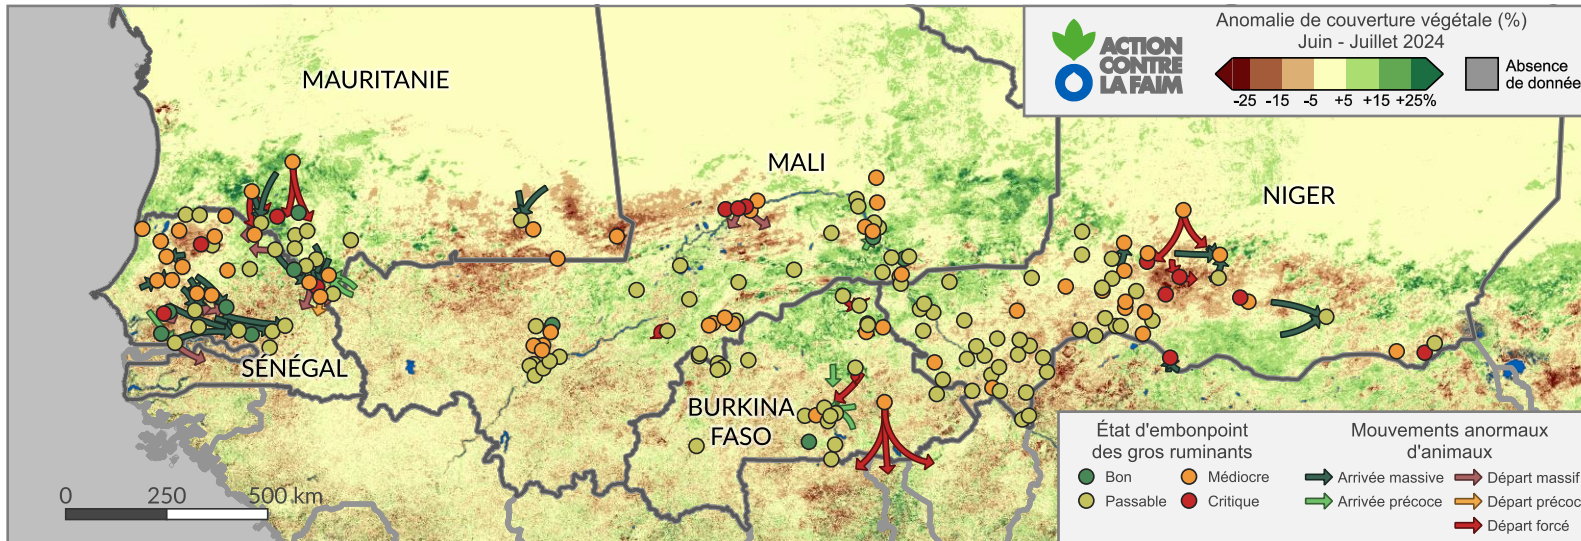 Anomalie de couverture végétale (%)
Juin - Juillet 2024
ACTION
CONTRE
LA FAIM
-25 -15 -5 +5 +15 +25%
Absence
de donnée
MAURITANIE
MALI
NIGER
SÉNÉGAL
BURKINA
FASO
0 250 500 km
État d'embonpoint
des gros ruminants
Bon
Médiocre
Passable
Critique
Mouvements anormaux
d'animaux
Arrivée massive
Départ massif
Arrivée précoce
Départ précoc
Départ forcé